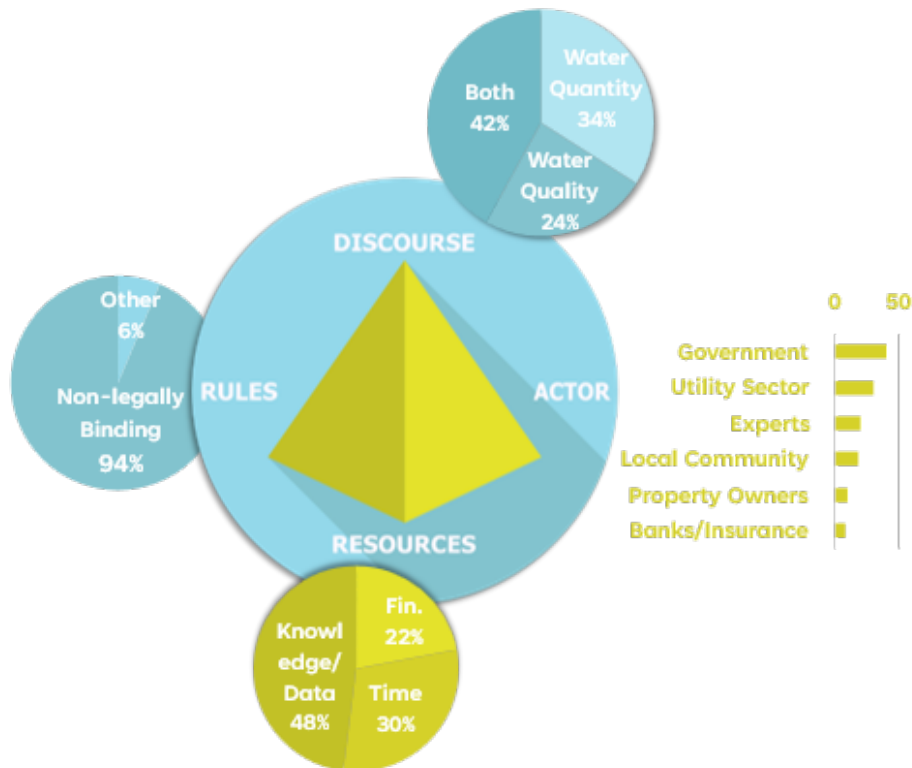 Water
Quantity
34%
Both
42%
Water
Quality
24%
DISCOURSE
Other
6%
Non-legally
Binding
94%
RULES
ACTOR
RESOURCES
0 50
Government
Utility Sector
Experts
Local Community
Property Owners
Banks/Insurance
Fin.
22%
Knowl
edge/
Data
48%
Time
30%